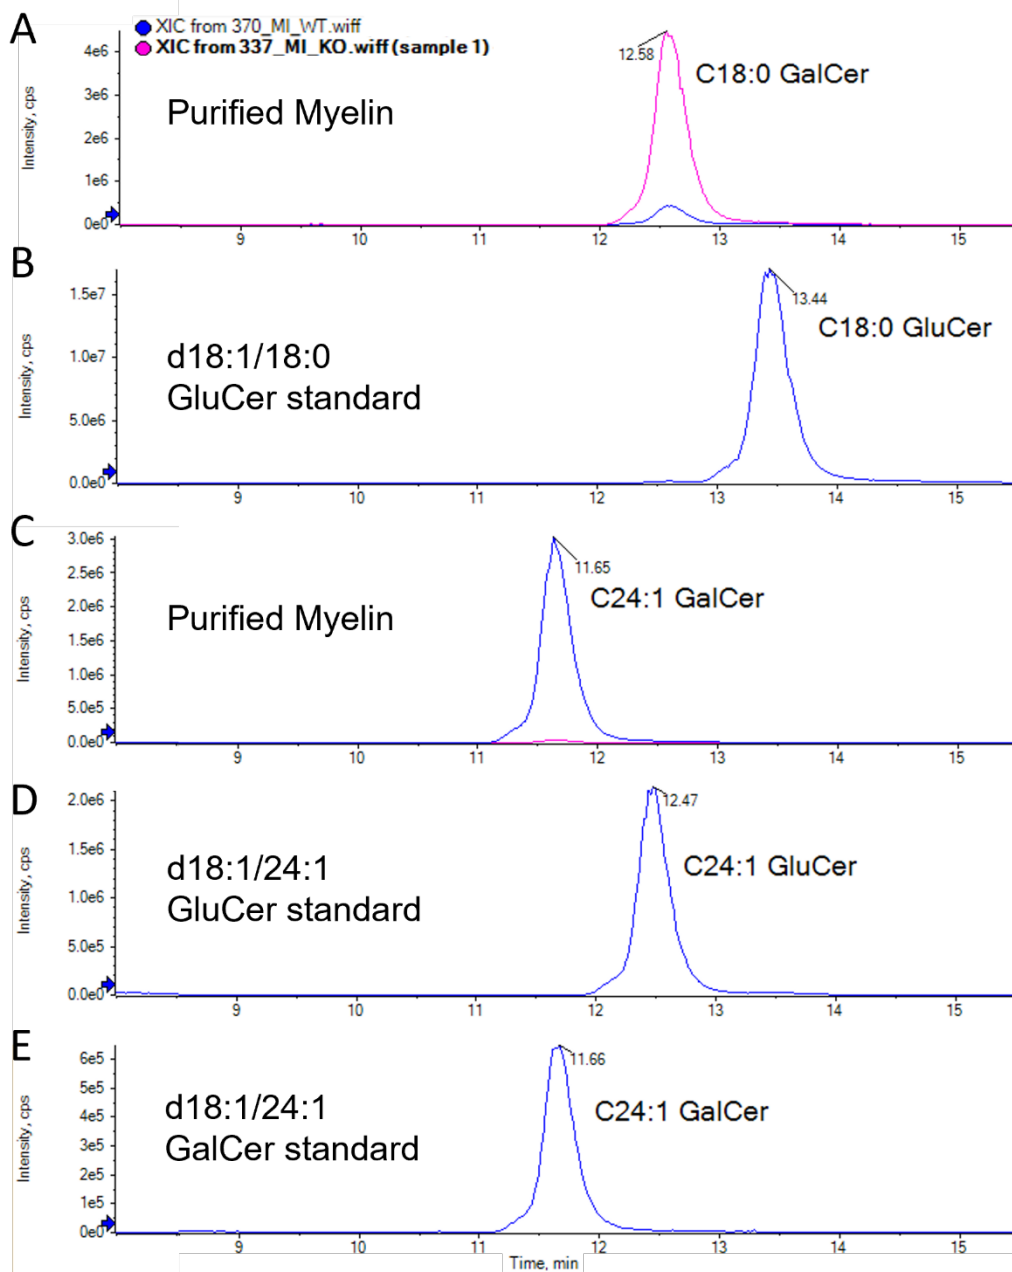 A
XIC from 370_MI_WT.wiff
XIC from 337_MI_KO.wiff (sample 1)
Intensity, cps
4e6
3e6
2e6
1e6
0e0
12.58
C18:0 GalCer
Purified Myelin
9 10 11 12 13 14 15
B
Intensity, cps
1.5e7
1.0e7
5.0e6
0.0e0
13.44
C18:0 GluCer
d18:1/18:0
GluCer standard
9 10 11 12 13 14 15
C
Intensity, cps
3.0e6
2.5e6
2.0e6
1.5e6
1.0e6
5.0e5
0.0e0
11.65
C24:1 GalCer
Purified Myelin
9 10 11 12 13 14 15
D
Intensity, cps
2.0e6
1.5e6
1.0e6
5.0e5
0.0e0
12.47
C24:1 GluCer
d18:1/24:1
GluCer standard
9 10 11 12 13 14 15
E
Intensity, cps
6e5
5e5
4e5
3e5
2e5
1e5
0e0
11.66
C24:1 GalCer
d18:1/24:1
GalCer standard
9 10 11 12 13 14 15
Time, min